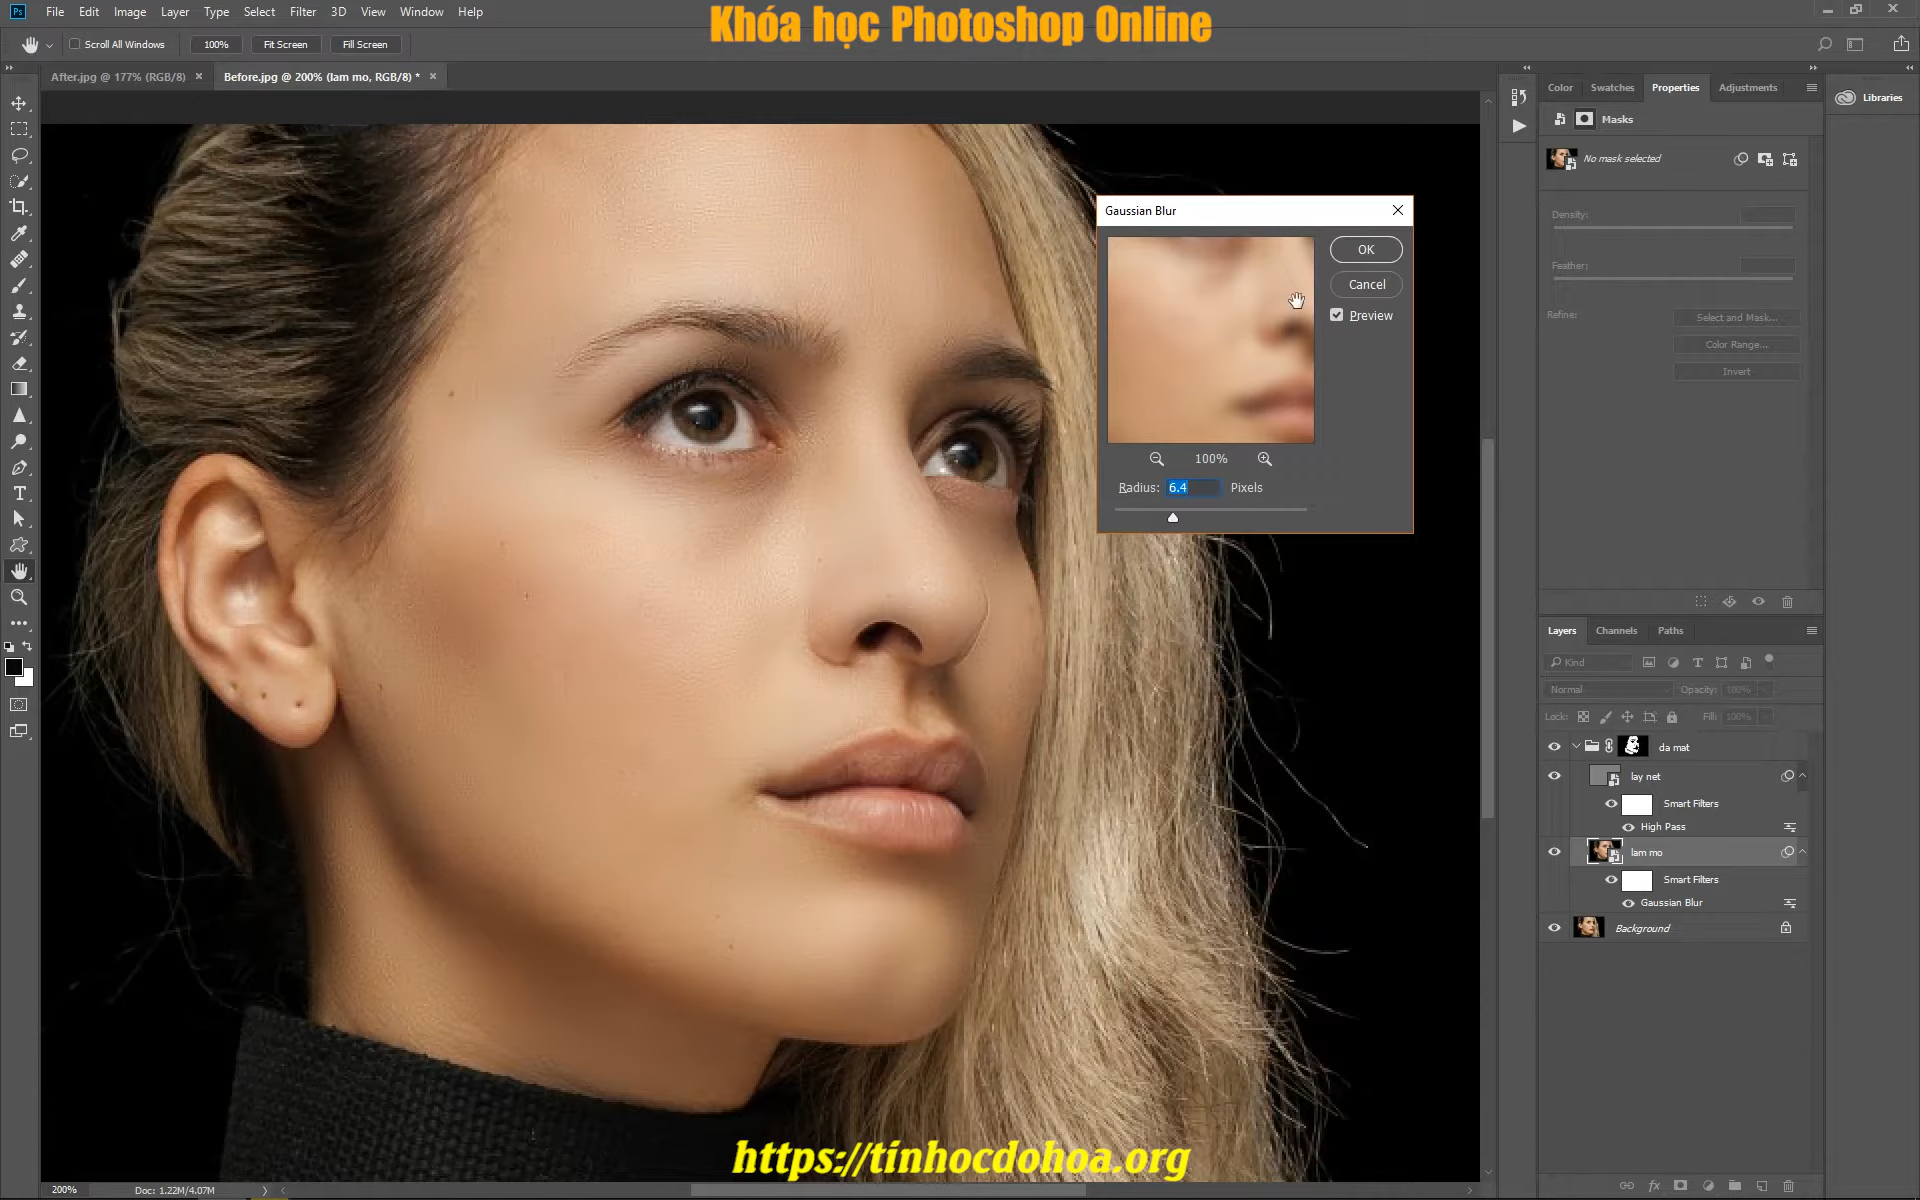 Ps File Edit Image Layer Type Select Filter 3D View Window Help
Khóa học Photoshop Online
Scroll All Windows 100% Fit Screen Fill Screen
After.jpg @ 177% (RGB/8) × Before.jpg @ 200% (lam mo, RGB/8) * ×
Color Swatches Properties Adjustments
Libraries
Masks
No mask selected
Density:
Feather:
Refine: Select and Mask...
Color Range...
Invert
Gaussian Blur
OK
Cancel
Preview
100%
Radius: 6.4 Pixels
Layers Channels Paths
Kind
Normal Opacity: 100%
Lock: Fill: 100%
da mat
lay net
Smart Filters
High Pass
lam mo
Smart Filters
Gaussian Blur
Background
https://tinhocdohoa.org
200% Doc: 1.22M/4.07M
fx